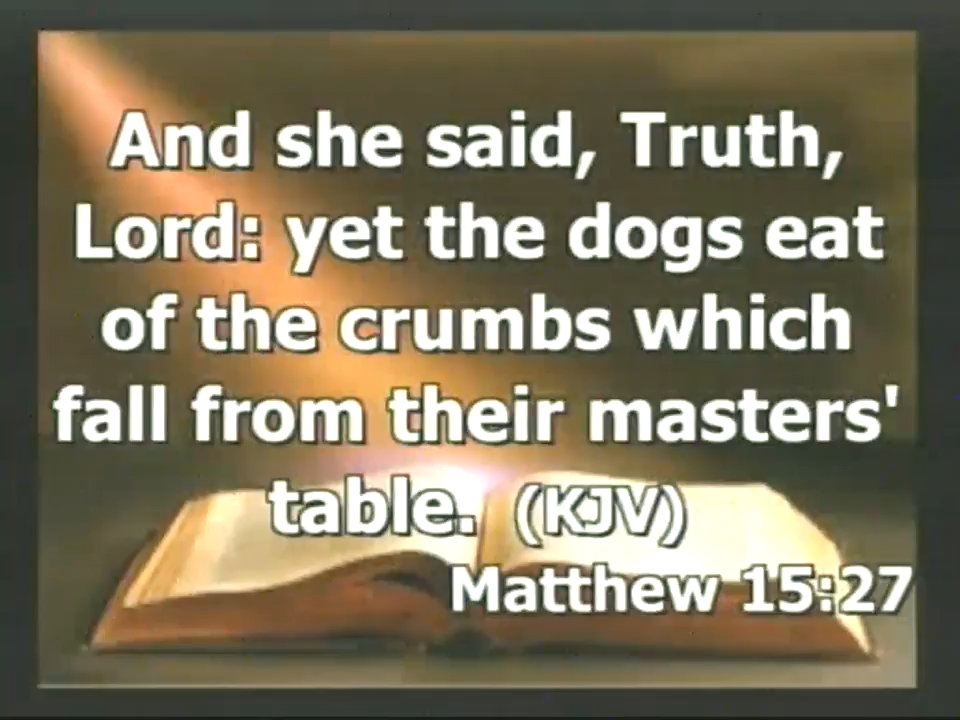 And she said, Truth,
Lord: yet the dogs eat
of the crumbs which
fall from their masters'
table. (KJV)
Matthew 15:27